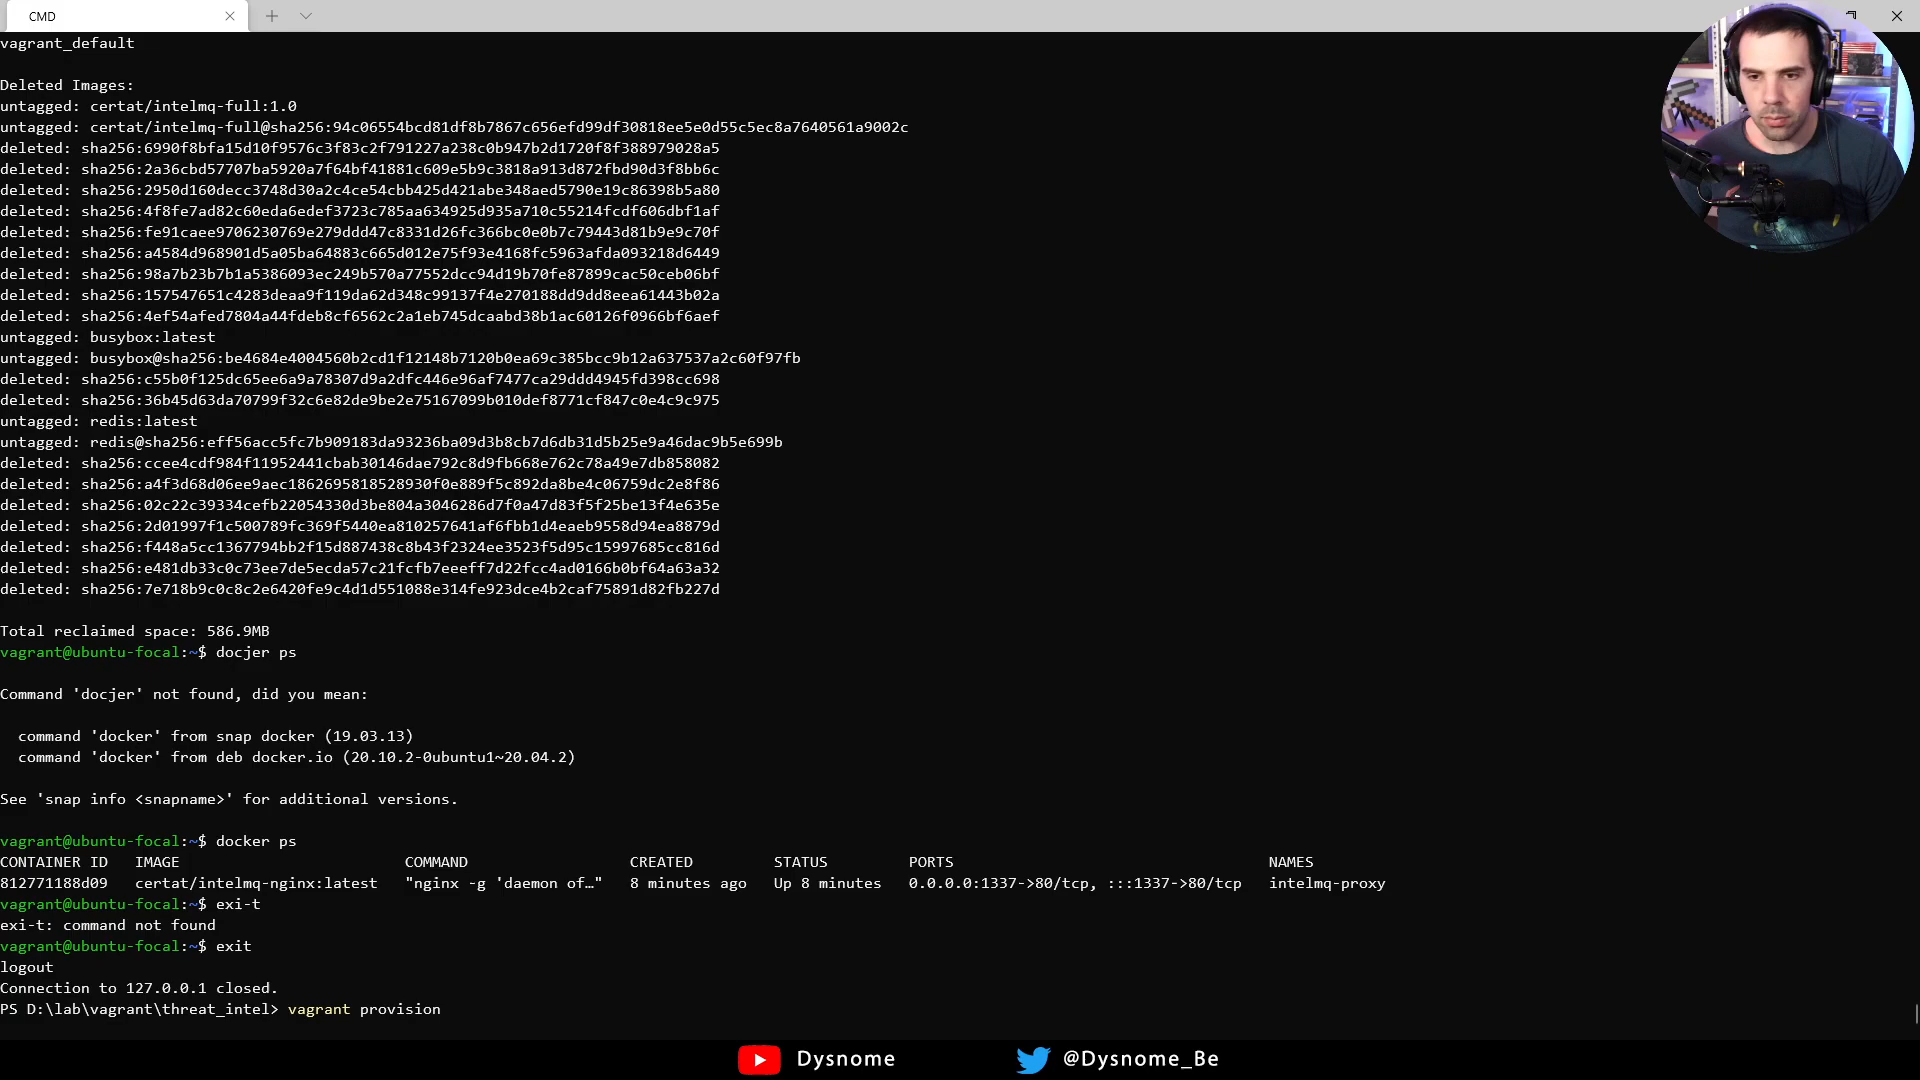 CMD
vagrant_default
Deleted Images:
untagged: certat/intelmq-full:1.0
untagged: certat/intelmq-full@sha256:94c06554bcd81df8b7867c656efd99df30818ee5e0d55c5ec8a7640561a9002c
deleted: sha256:6990f8bfa15d10f9576c3f83c2f791227a238c0b947b2d1720f8f388979028a5
deleted: sha256:2a36cbd57707ba5920a7f64bf41881c609e5b9c3818a913d872fbd90d3f8bb6c
deleted: sha256:2950d160decc3748d30a2c4ce54cbb425d421abe348aed5790e19c86398b5a80
deleted: sha256:4f8fe7ad82c60eda6edef3723c785aa634925d935a710c55214fcdf606dbf1af
deleted: sha256:fe91caee9706230769e279ddd47c8331d26fc366bc0e0b7c79443d81b9e9c70f
deleted: sha256:a4584d968901d5a05ba64883c665d012e75f93e4168fc5963afda093218d6449
deleted: sha256:98a7b23b7b1a5386093ec249b570a77552dcc94d19b70fe87899cac50ceb06bf
deleted: sha256:157547651c4283deaa9f119da62d348c99137f4e270188dd9dd8eea61443b02a
deleted: sha256:4ef54afed7804a44fdeb8cf6562c2a1eb745dcaabd38b1ac60126f0966bf6aef
untagged: busybox:latest
untagged: busybox@sha256:be4684e4004560b2cd1f12148b7120b0ea69c385bcc9b12a637537a2c60f97fb
deleted: sha256:c55b0f125dc65ee6a9a78307d9a2dfc446e96af7477ca29ddd4945fd398cc698
deleted: sha256:36b45d63da70799f32c6e82de9be2e75167099b010def8771cf847c0e4c9c975
untagged: redis:latest
untagged: redis@sha256:eff56acc5fc7b909183da93236ba09d3b8cb7d6db31d5b25e9a46dac9b5e699b
deleted: sha256:ccee4cdf984f11952441cbab30146dae792c8d9fb668e762c78a49e7db858082
deleted: sha256:a4f3d68d06ee9aec1862695818528930f0e889f5c892da8be4c06759dc2e8f86
deleted: sha256:02c22c39334cefb22054330d3be804a3046286d7f0a47d83f5f25be13f4e635e
deleted: sha256:2d01997f1c500789fc369f5440ea810257641af6fbb1d4eaeb9558d94ea8879d
deleted: sha256:f448a5cc1367794bb2f15d887438c8b43f2324ee3523f5d95c15997685cc816d
deleted: sha256:e481db33c0c73ee7de5ecda57c21fcfb7eeeff7d22fcc4ad0166b0bf64a63a32
deleted: sha256:7e718b9c0c8c2e6420fe9c4d1d551088e314fe923dce4b2caf75891d82fb227d
Total reclaimed space: 586.9MB
vagrant@ubuntu-focal:~$ docjer ps
Command 'docjer' not found, did you mean:
command 'docker' from snap docker (19.03.13)
command 'docker' from deb docker.io (20.10.2-0ubuntu1~20.04.2)
See 'snap info <snapname>' for additional versions.
vagrant@ubuntu-focal:~$ docker ps
CONTAINER ID IMAGE COMMAND CREATED STATUS PORTS NAMES
812771188d09 certat/intelmq-nginx:latest "nginx -g 'daemon of…" 8 minutes ago Up 8 minutes 0.0.0.0:1337->80/tcp, :::1337->80/tcp intelmq-proxy
vagrant@ubuntu-focal:~$ exi-t
exi-t: command not found
vagrant@ubuntu-focal:~$ exit
logout
Connection to 127.0.0.1 closed.
PS D:\lab\vagrant\threat_intel> vagrant provision
Dysnome @Dysnome_Be